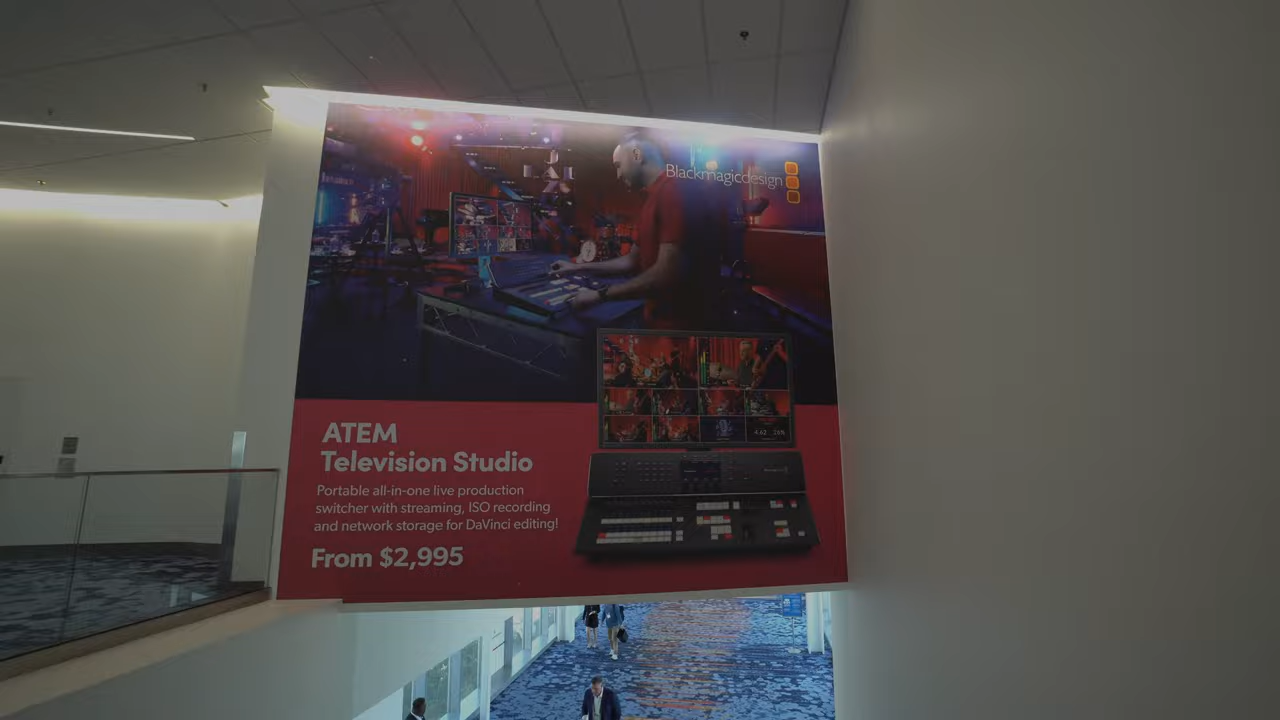 Blackmagicdesign
ATEM
Television Studio
Portable all-in-one live production
switcher with streaming, ISO recording
and network storage for DaVinci editing!
From $2,995